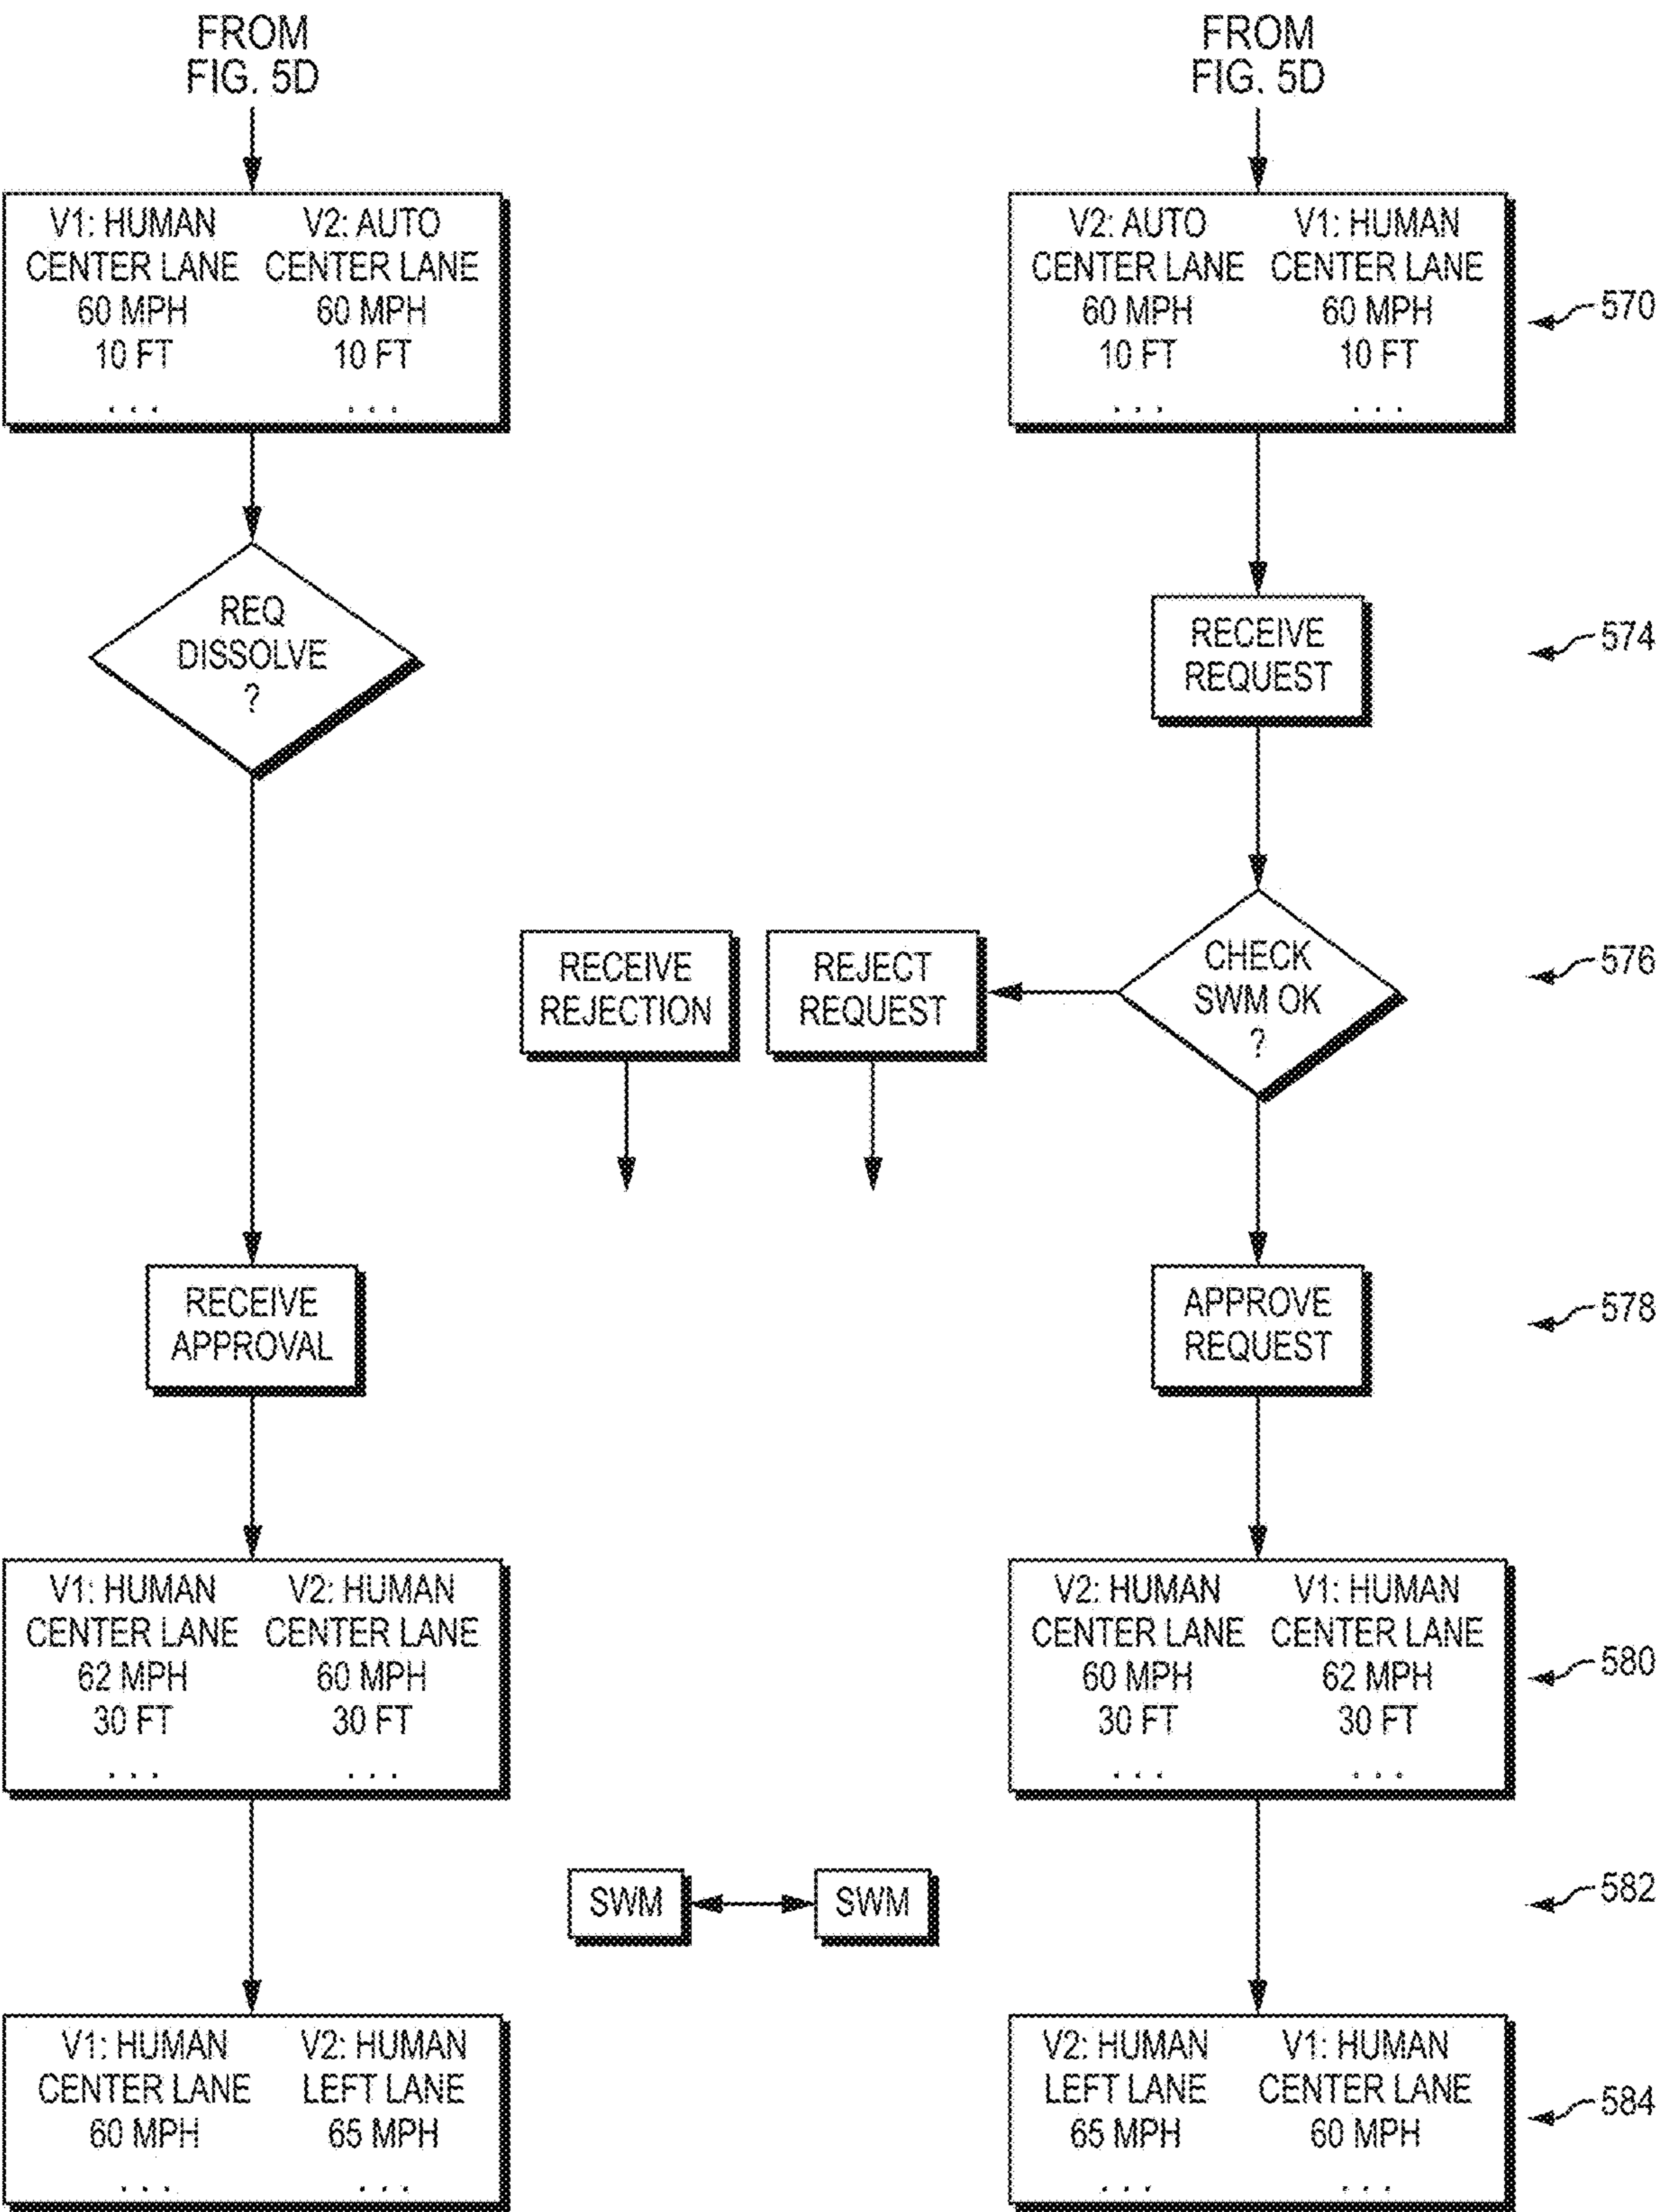 FROM
FIG. 5D
FROM
FIG. 5D
V1: HUMAN
CENTER LANE
60 MPH
10 FT
. . .
V2: AUTO
CENTER LANE
60 MPH
10 FT
. . .
V2: AUTO
CENTER LANE
60 MPH
10 FT
. . .
V1: HUMAN
CENTER LANE
60 MPH
10 FT
. . .
570
REQ
DISSOLVE
?
RECEIVE
REQUEST
574
RECEIVE
REJECTION
REJECT
REQUEST
CHECK
SWM OK
?
576
RECEIVE
APPROVAL
APPROVE
REQUEST
578
V1: HUMAN
CENTER LANE
62 MPH
30 FT
. . .
V2: HUMAN
CENTER LANE
60 MPH
30 FT
. . .
V2: HUMAN
CENTER LANE
60 MPH
30 FT
. . .
V1: HUMAN
CENTER LANE
62 MPH
30 FT
. . .
580
SWM
SWM
582
V1: HUMAN
CENTER LANE
60 MPH
. . .
V2: HUMAN
LEFT LANE
65 MPH
. . .
V2: HUMAN
LEFT LANE
65 MPH
. . .
V1: HUMAN
CENTER LANE
60 MPH
. . .
584